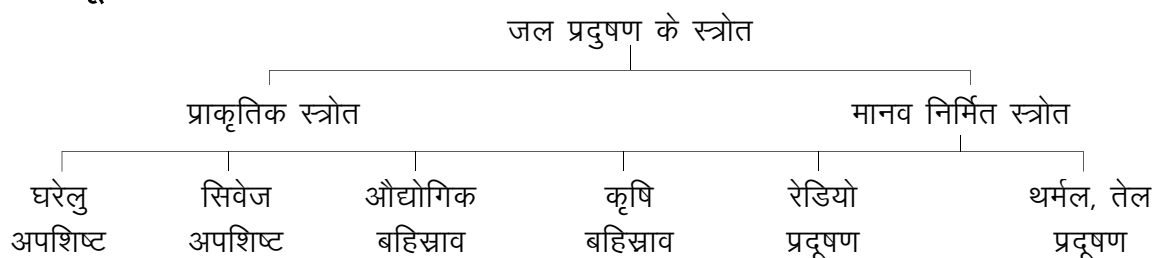 जल प्रदुषण के स्त्रोत
प्राकृतिक स्त्रोत मानव निर्मित स्त्रोत
घरेलु सिवेज औद्योगिक कृषि रेडियो थर्मल, तेल
अपशिष्ट अपशिष्ट बहिस्राव बहिस्राव प्रदूषण प्रदूषण